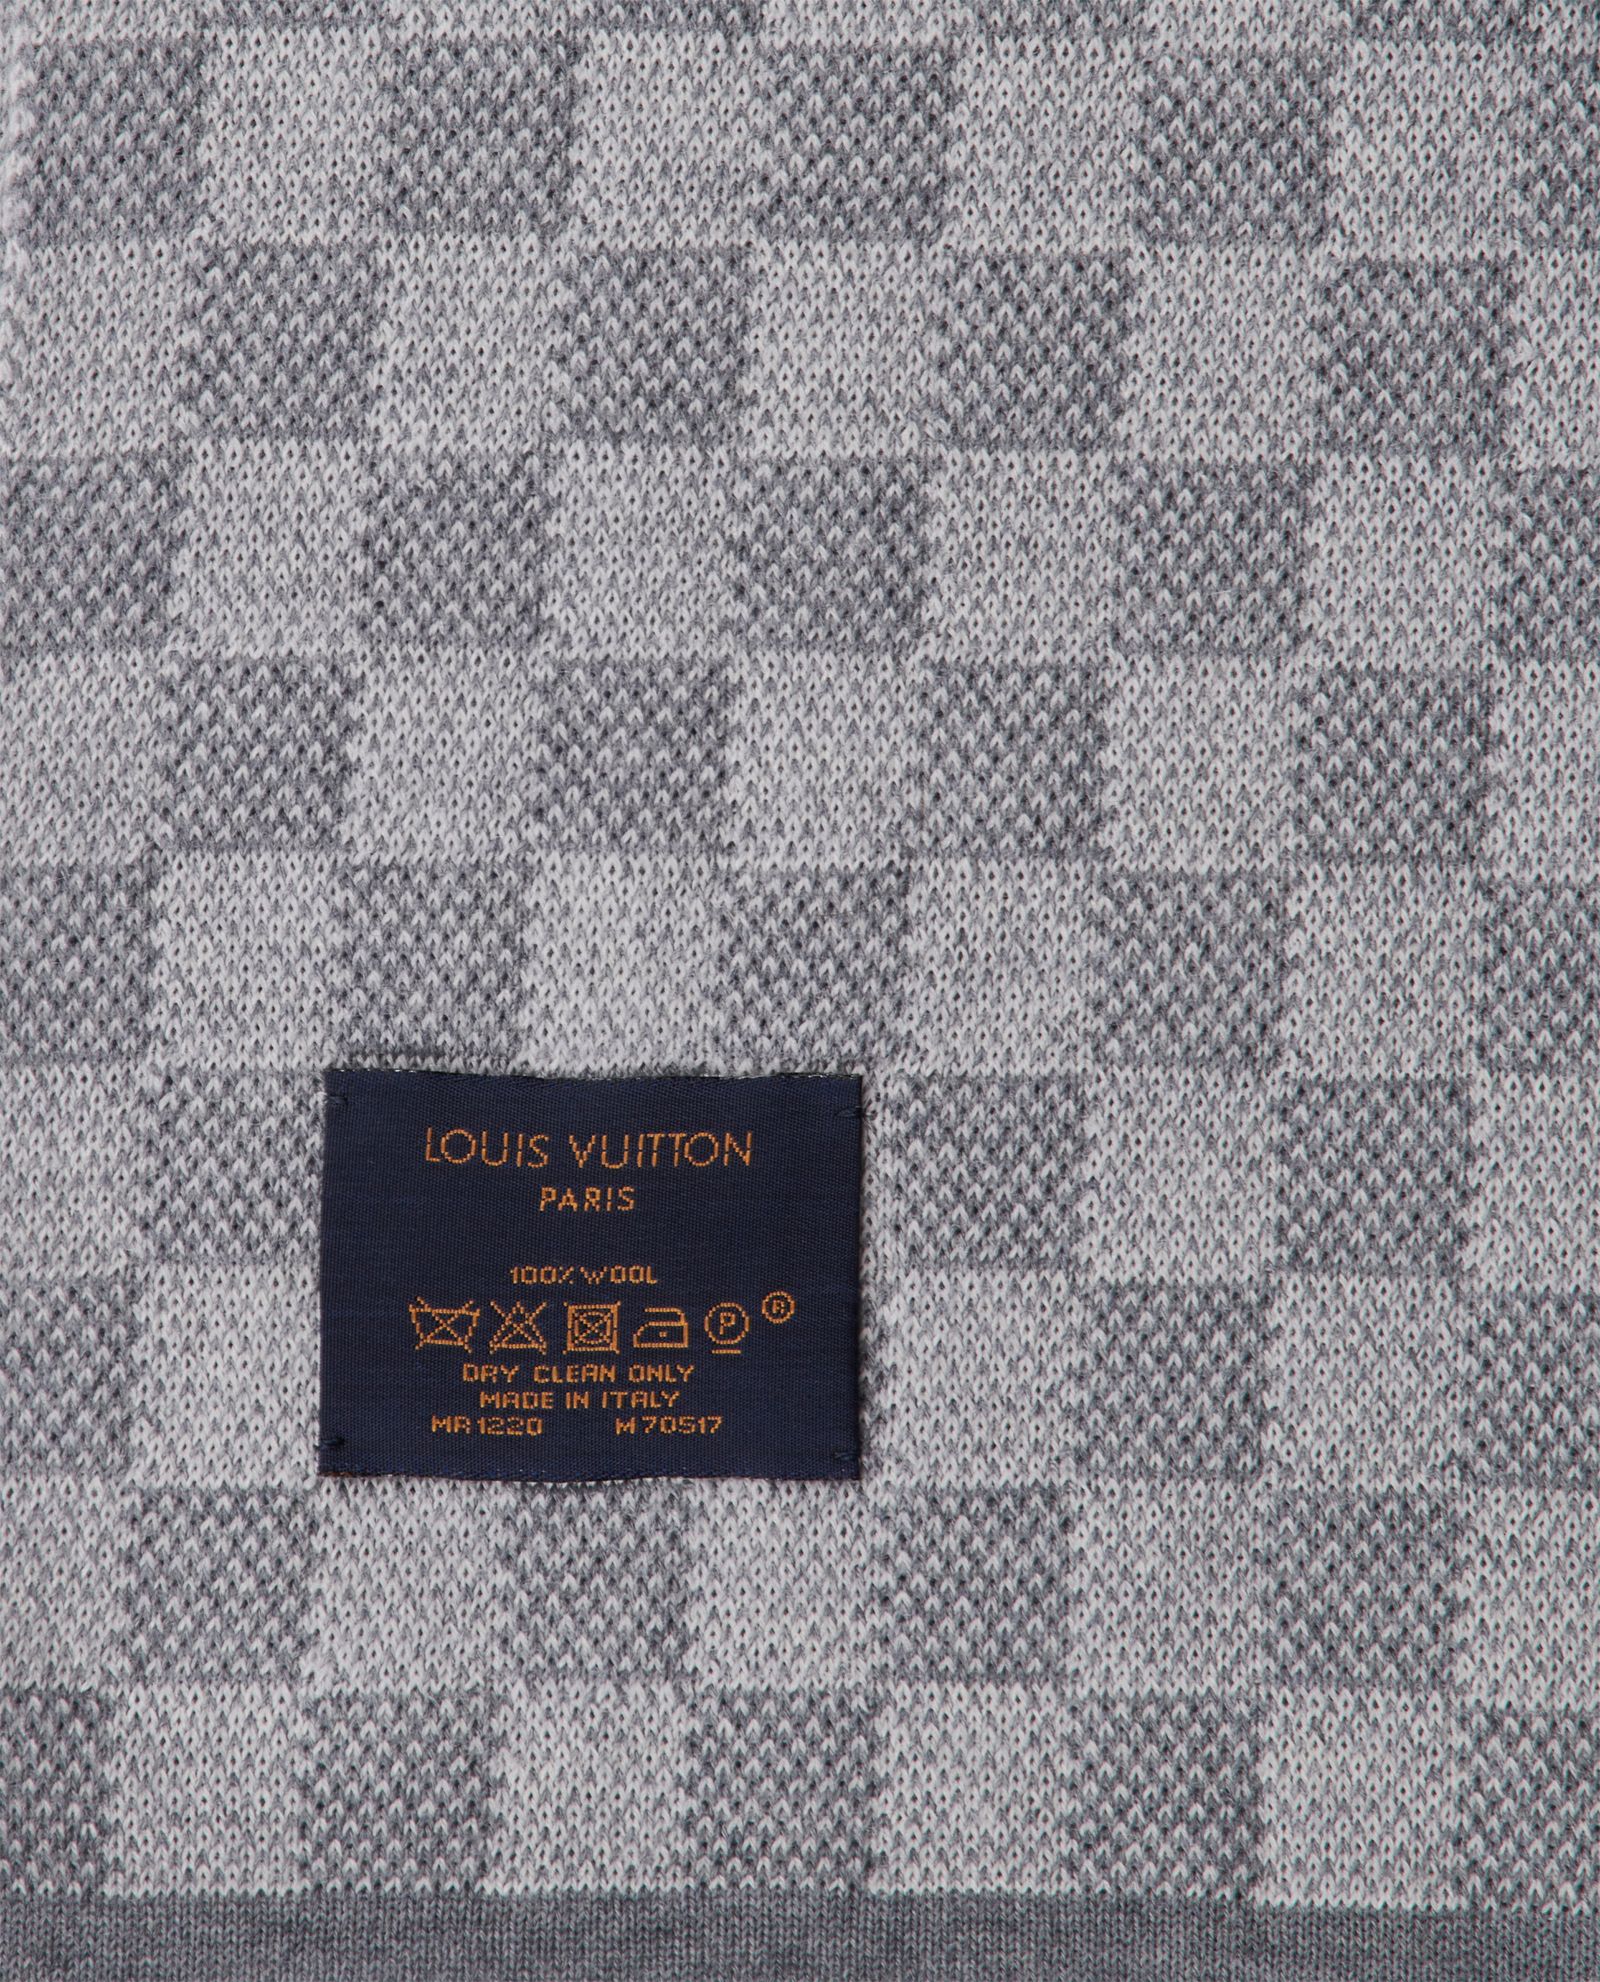 LOUIS VUITTON
PARIS
100% WOOL
P ®
DRY CLEAN ONLY
MADE IN ITALY
MR1220 M70517